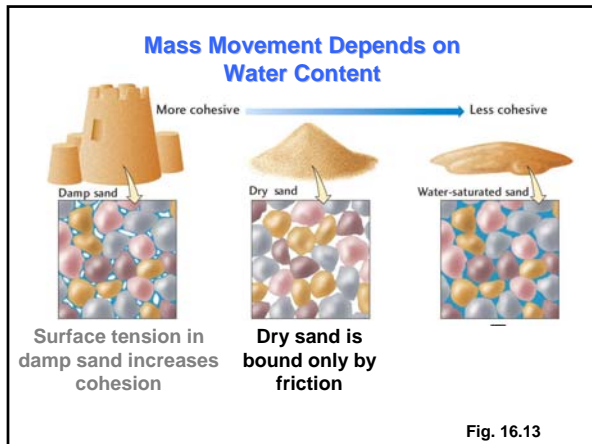 Mass Movement Depends on
Water Content
More cohesive
Less cohesive
Damp sand
Dry sand
Water-saturated sand
Surface tension in
damp sand increases
cohesion
Dry sand is
bound only by
friction
Fig. 16.13